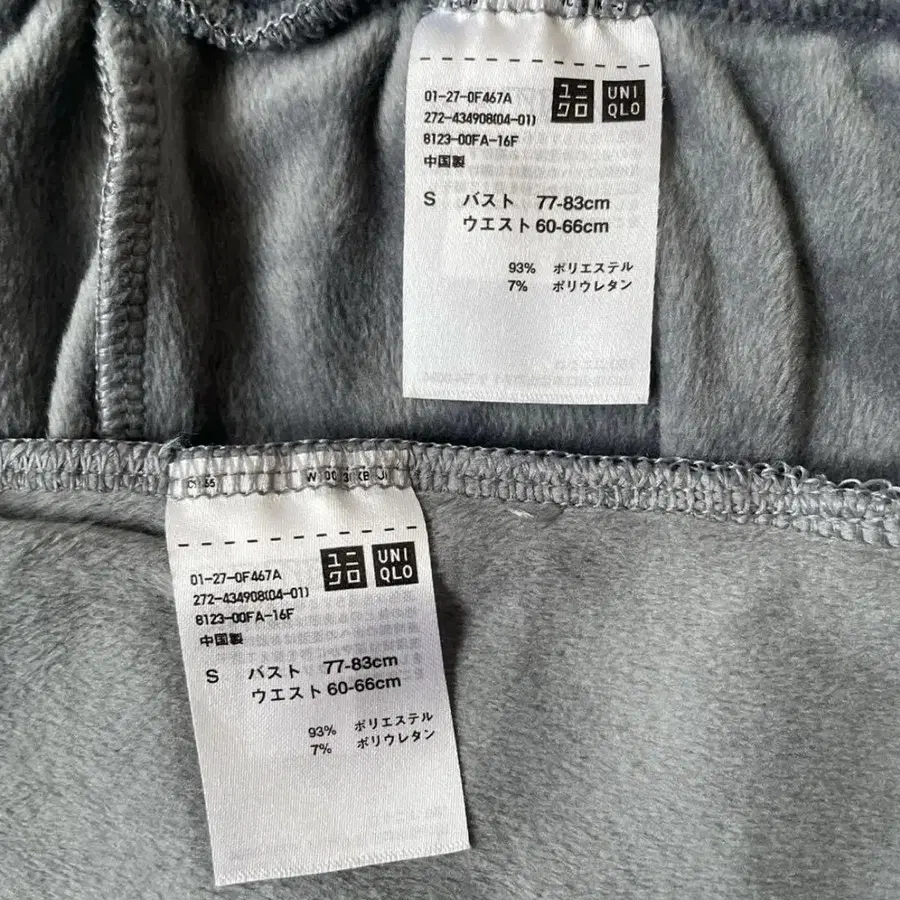 01-27-0F467A
272-434908(04-01)
8123-00FA-16F
中国製
ユニ
クロ
UNI
QLO
S バスト 77-83cm
ウエスト 60-66cm
93% ポリエステル
7% ポリウレタン
01-27-0F467A
272-434908(04-01)
8123-00FA-16F
中国製
ユニ
クロ
UNI
QLO
S バスト 77-83cm
ウエスト 60-66cm
93% ポリエステル
7% ポリウレタン